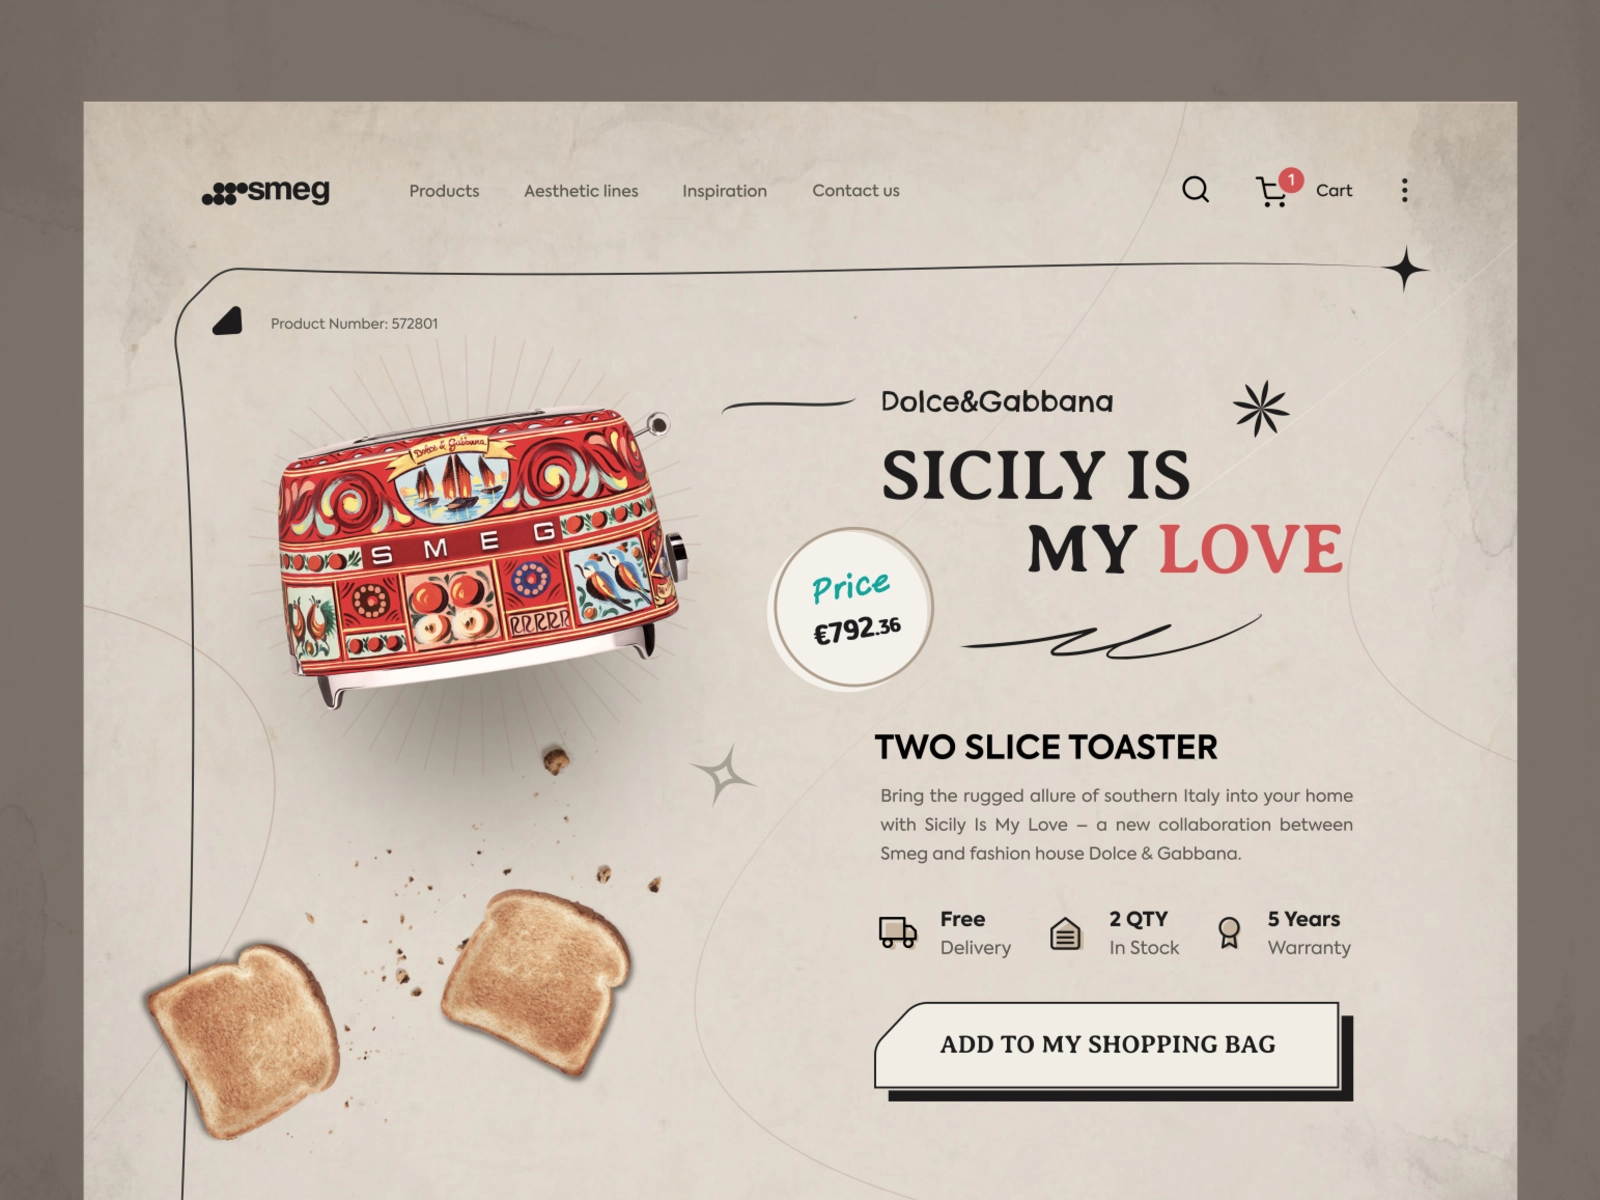 smeg
Products
Aesthetic lines
Inspiration
Contact us
1
Cart
Product Number: 572801
Dolce & Gabbana
SMEG
RRRRR
Dolce&Gabbana
SICILY IS
MY LOVE
Price
€792.36
TWO SLICE TOASTER
Bring the rugged allure of southern Italy into your home
with Sicily Is My Love – a new collaboration between
Smeg and fashion house Dolce & Gabbana.
Free
Delivery
2 QTY
In Stock
5 Years
Warranty
ADD TO MY SHOPPING BAG